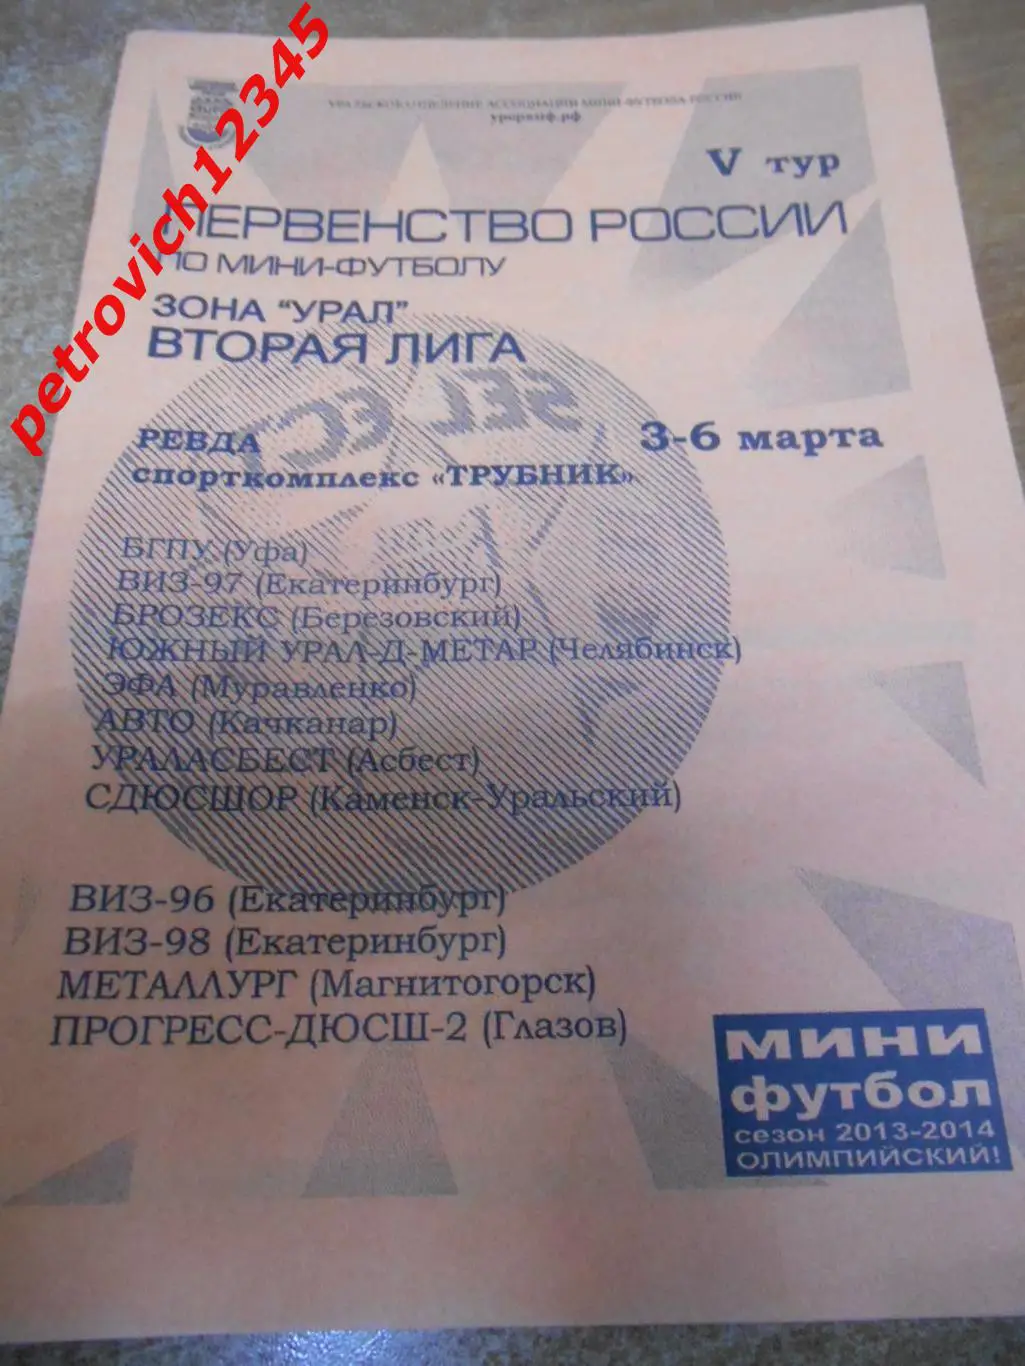 petrovich12345
УРАЛЬСКОЕ ОТДЕЛЕНИЕ АССОЦИАЦИИ МИНИ-ФУТБОЛА РОССИИ
V тур
ПЕРВЕНСТВО РОССИИ
ПО МИНИ-ФУТБОЛУ
ЗОНА "УРАЛ"
ВТОРАЯ ЛИГА
SELECT
РЕВДА 3-6 марта
спорткомплекс «ТРУБНИК»
БГПУ (Уфа)
ВИЗ-97 (Екатеринбург)
БРОЗЕКС (Березовский)
ЮЖНЫЙ УРАЛ-Д-МЕТАР (Челябинск)
ЭФА (Муравленко)
АВТО (Качканар)
УРАЛАСБЕСТ (Асбест)
СДЮСШОР (Каменск-Уральский)
ВИЗ-96 (Екатеринбург)
ВИЗ-98 (Екатеринбург)
МЕТАЛЛУРГ (Магнитогорск)
ПРОГРЕСС-ДЮСШ-2 (Глазов)
мини
футбол
сезон 2013-2014
ОЛИМПИЙСКИЙ!